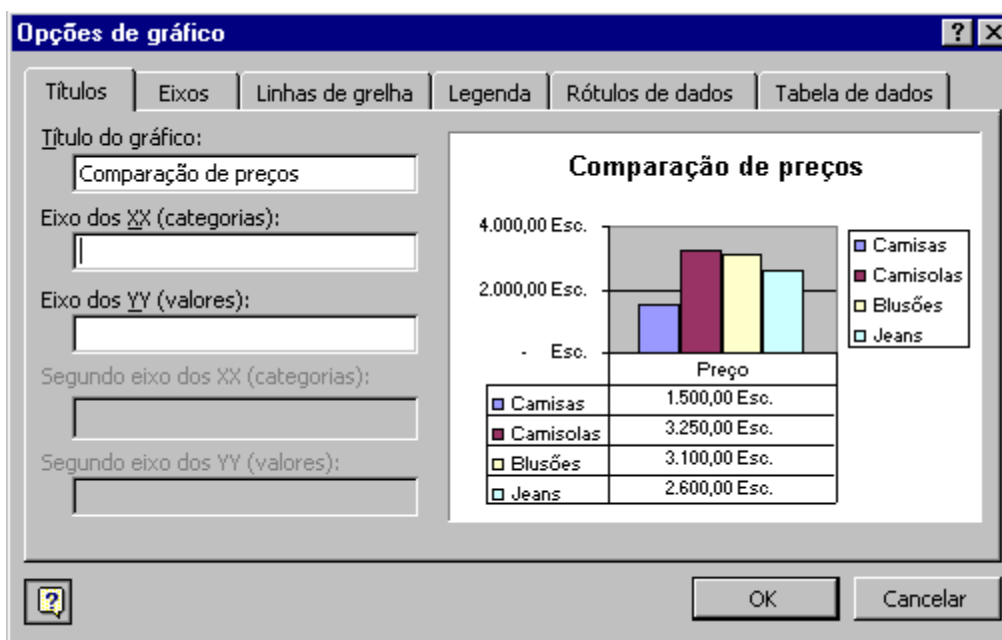 Opções de gráfico
Títulos Eixos Linhas de grelha Legenda Rótulos de dados Tabela de dados
Título do gráfico:
Comparação de preços
Eixo dos XX (categorias):
Eixo dos YY (valores):
Segundo eixo dos XX (categorias):
Segundo eixo dos YY (valores):
Comparação de preços
4.000,00 Esc.
2.000,00 Esc.
- Esc.
Camisas
Camisolas
Blusões
Jeans
Preço
Camisas 1.500,00 Esc.
Camisolas 3.250,00 Esc.
Blusões 3.100,00 Esc.
Jeans 2.600,00 Esc.
OK Cancelar